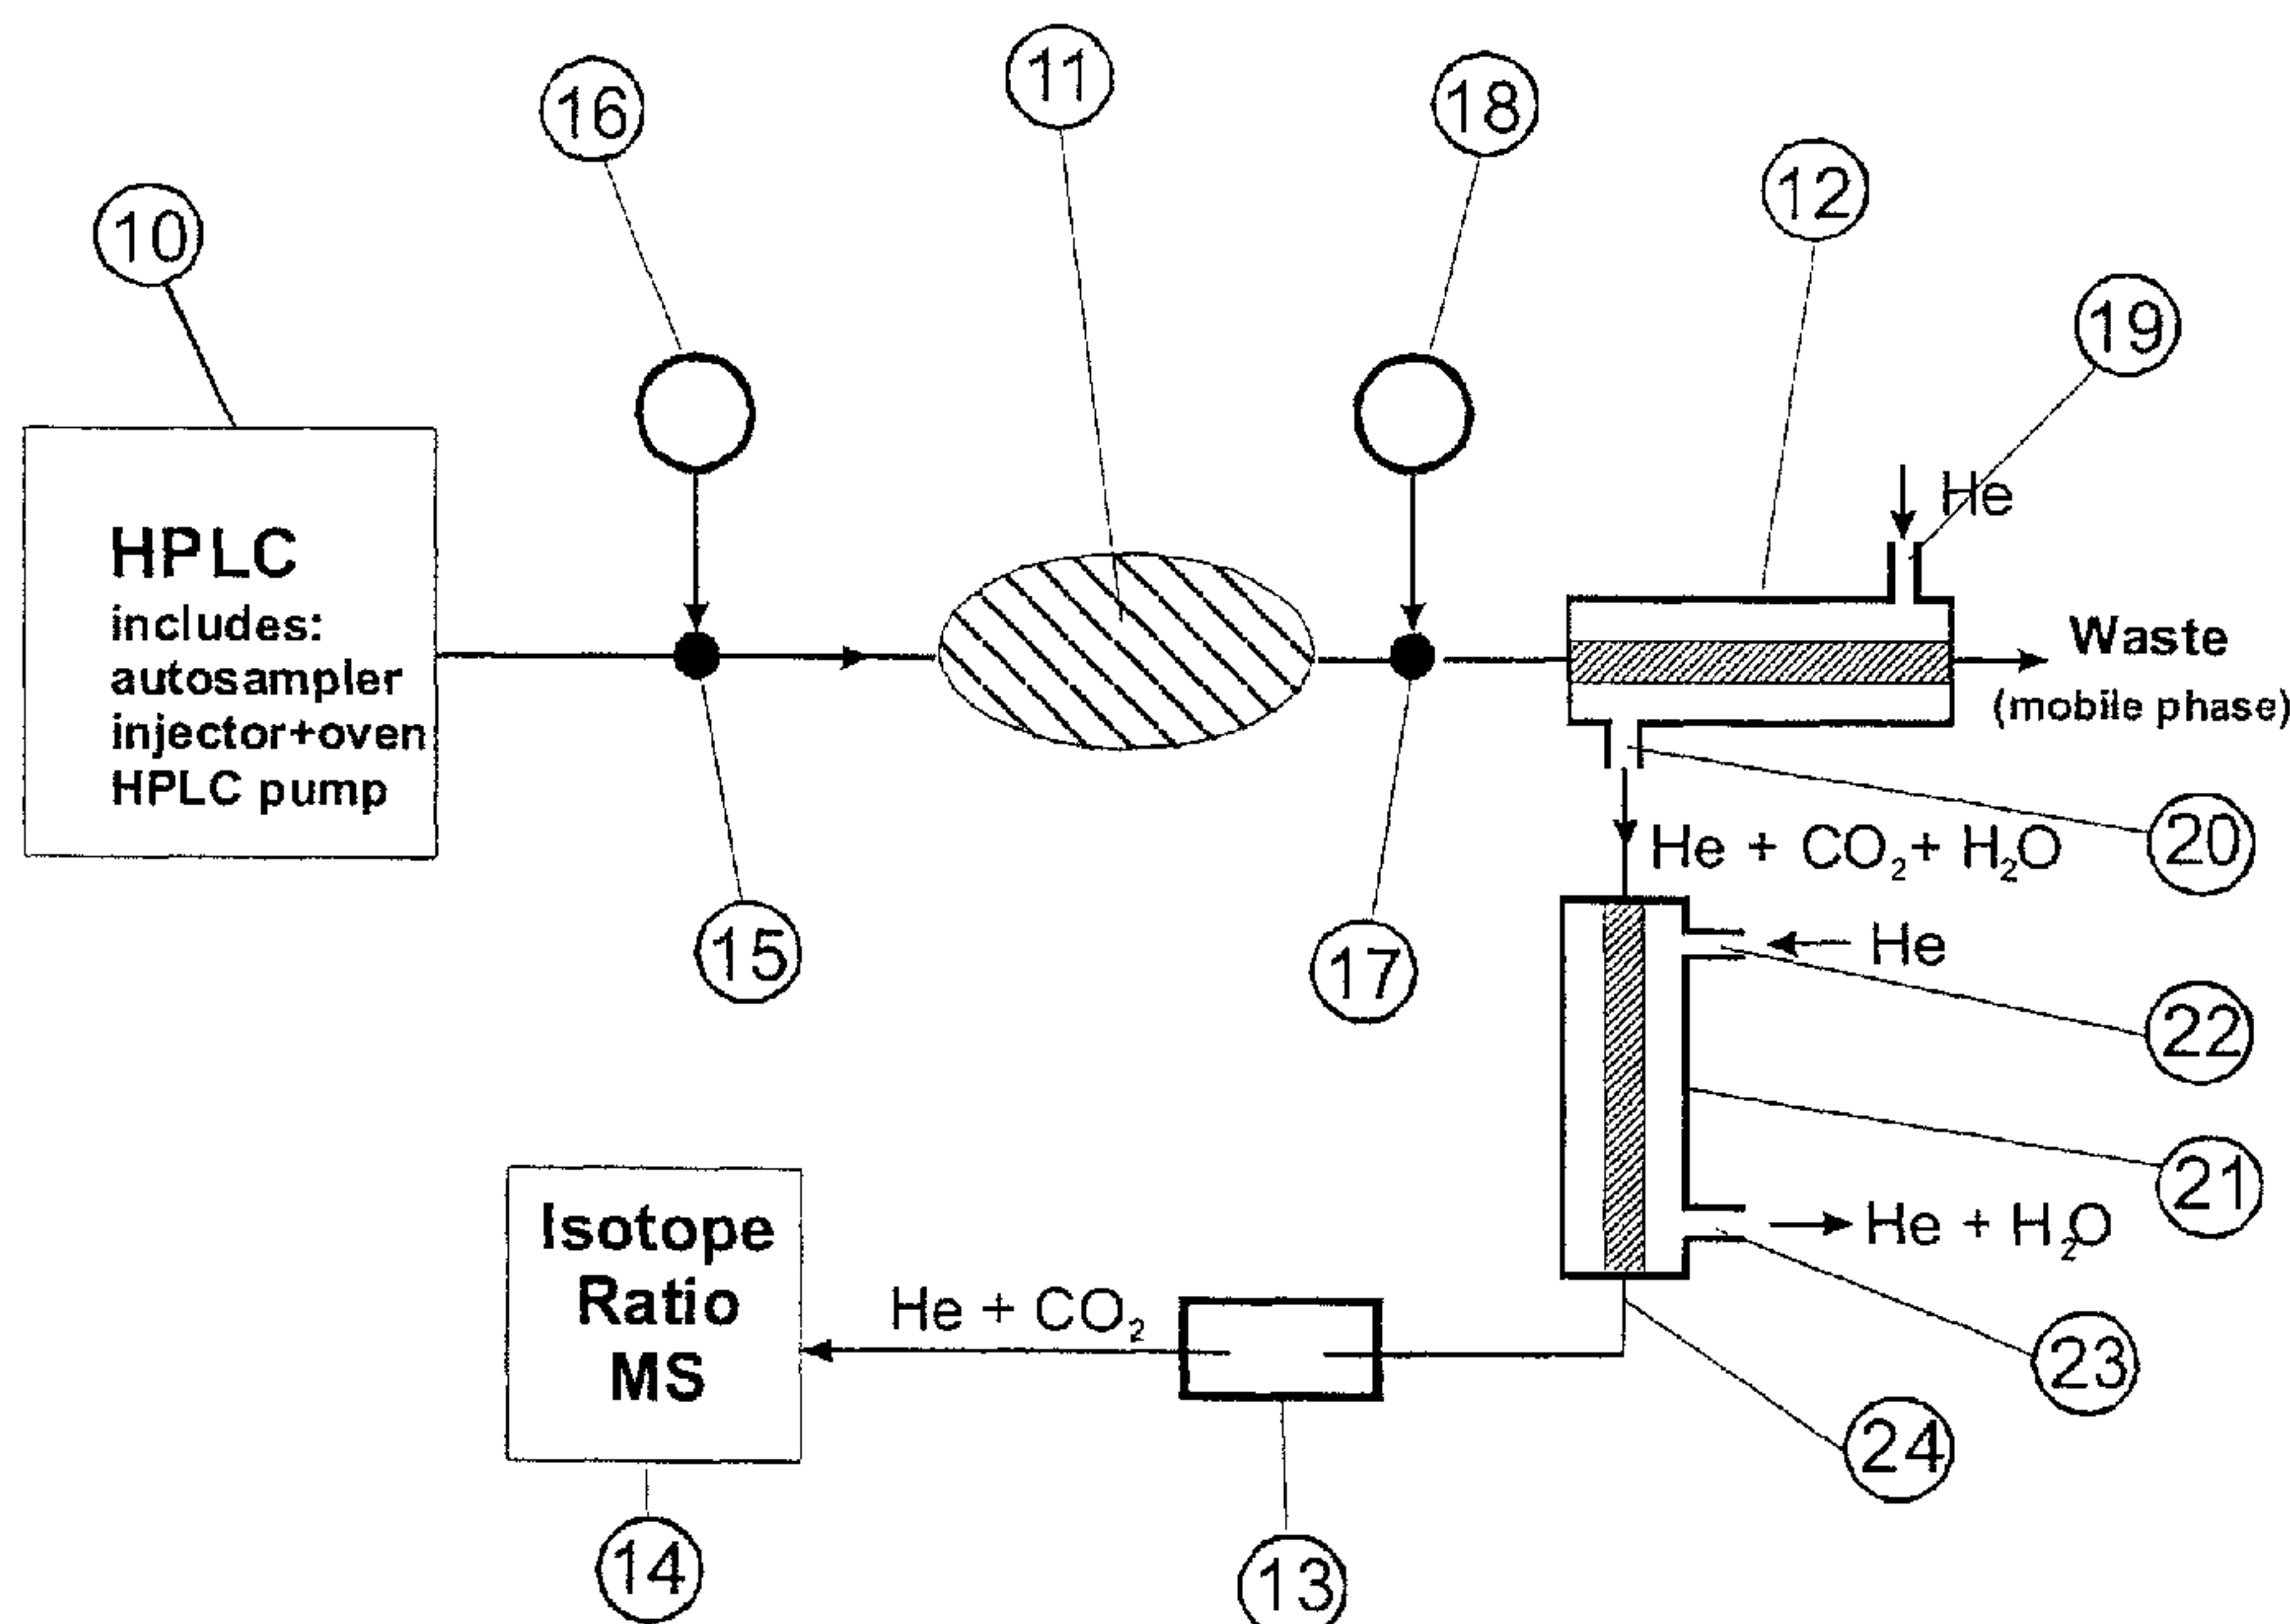 11
16
18
12
10
19
He
HPLC
includes:
autosampler
injector+oven
HPLC pump
Waste
(mobile phase)
He + CO₂+ H₂O
20
15
17
He
22
21
Isotope
Ratio
MS
He + CO₂
He + H₂O
23
24
14
13